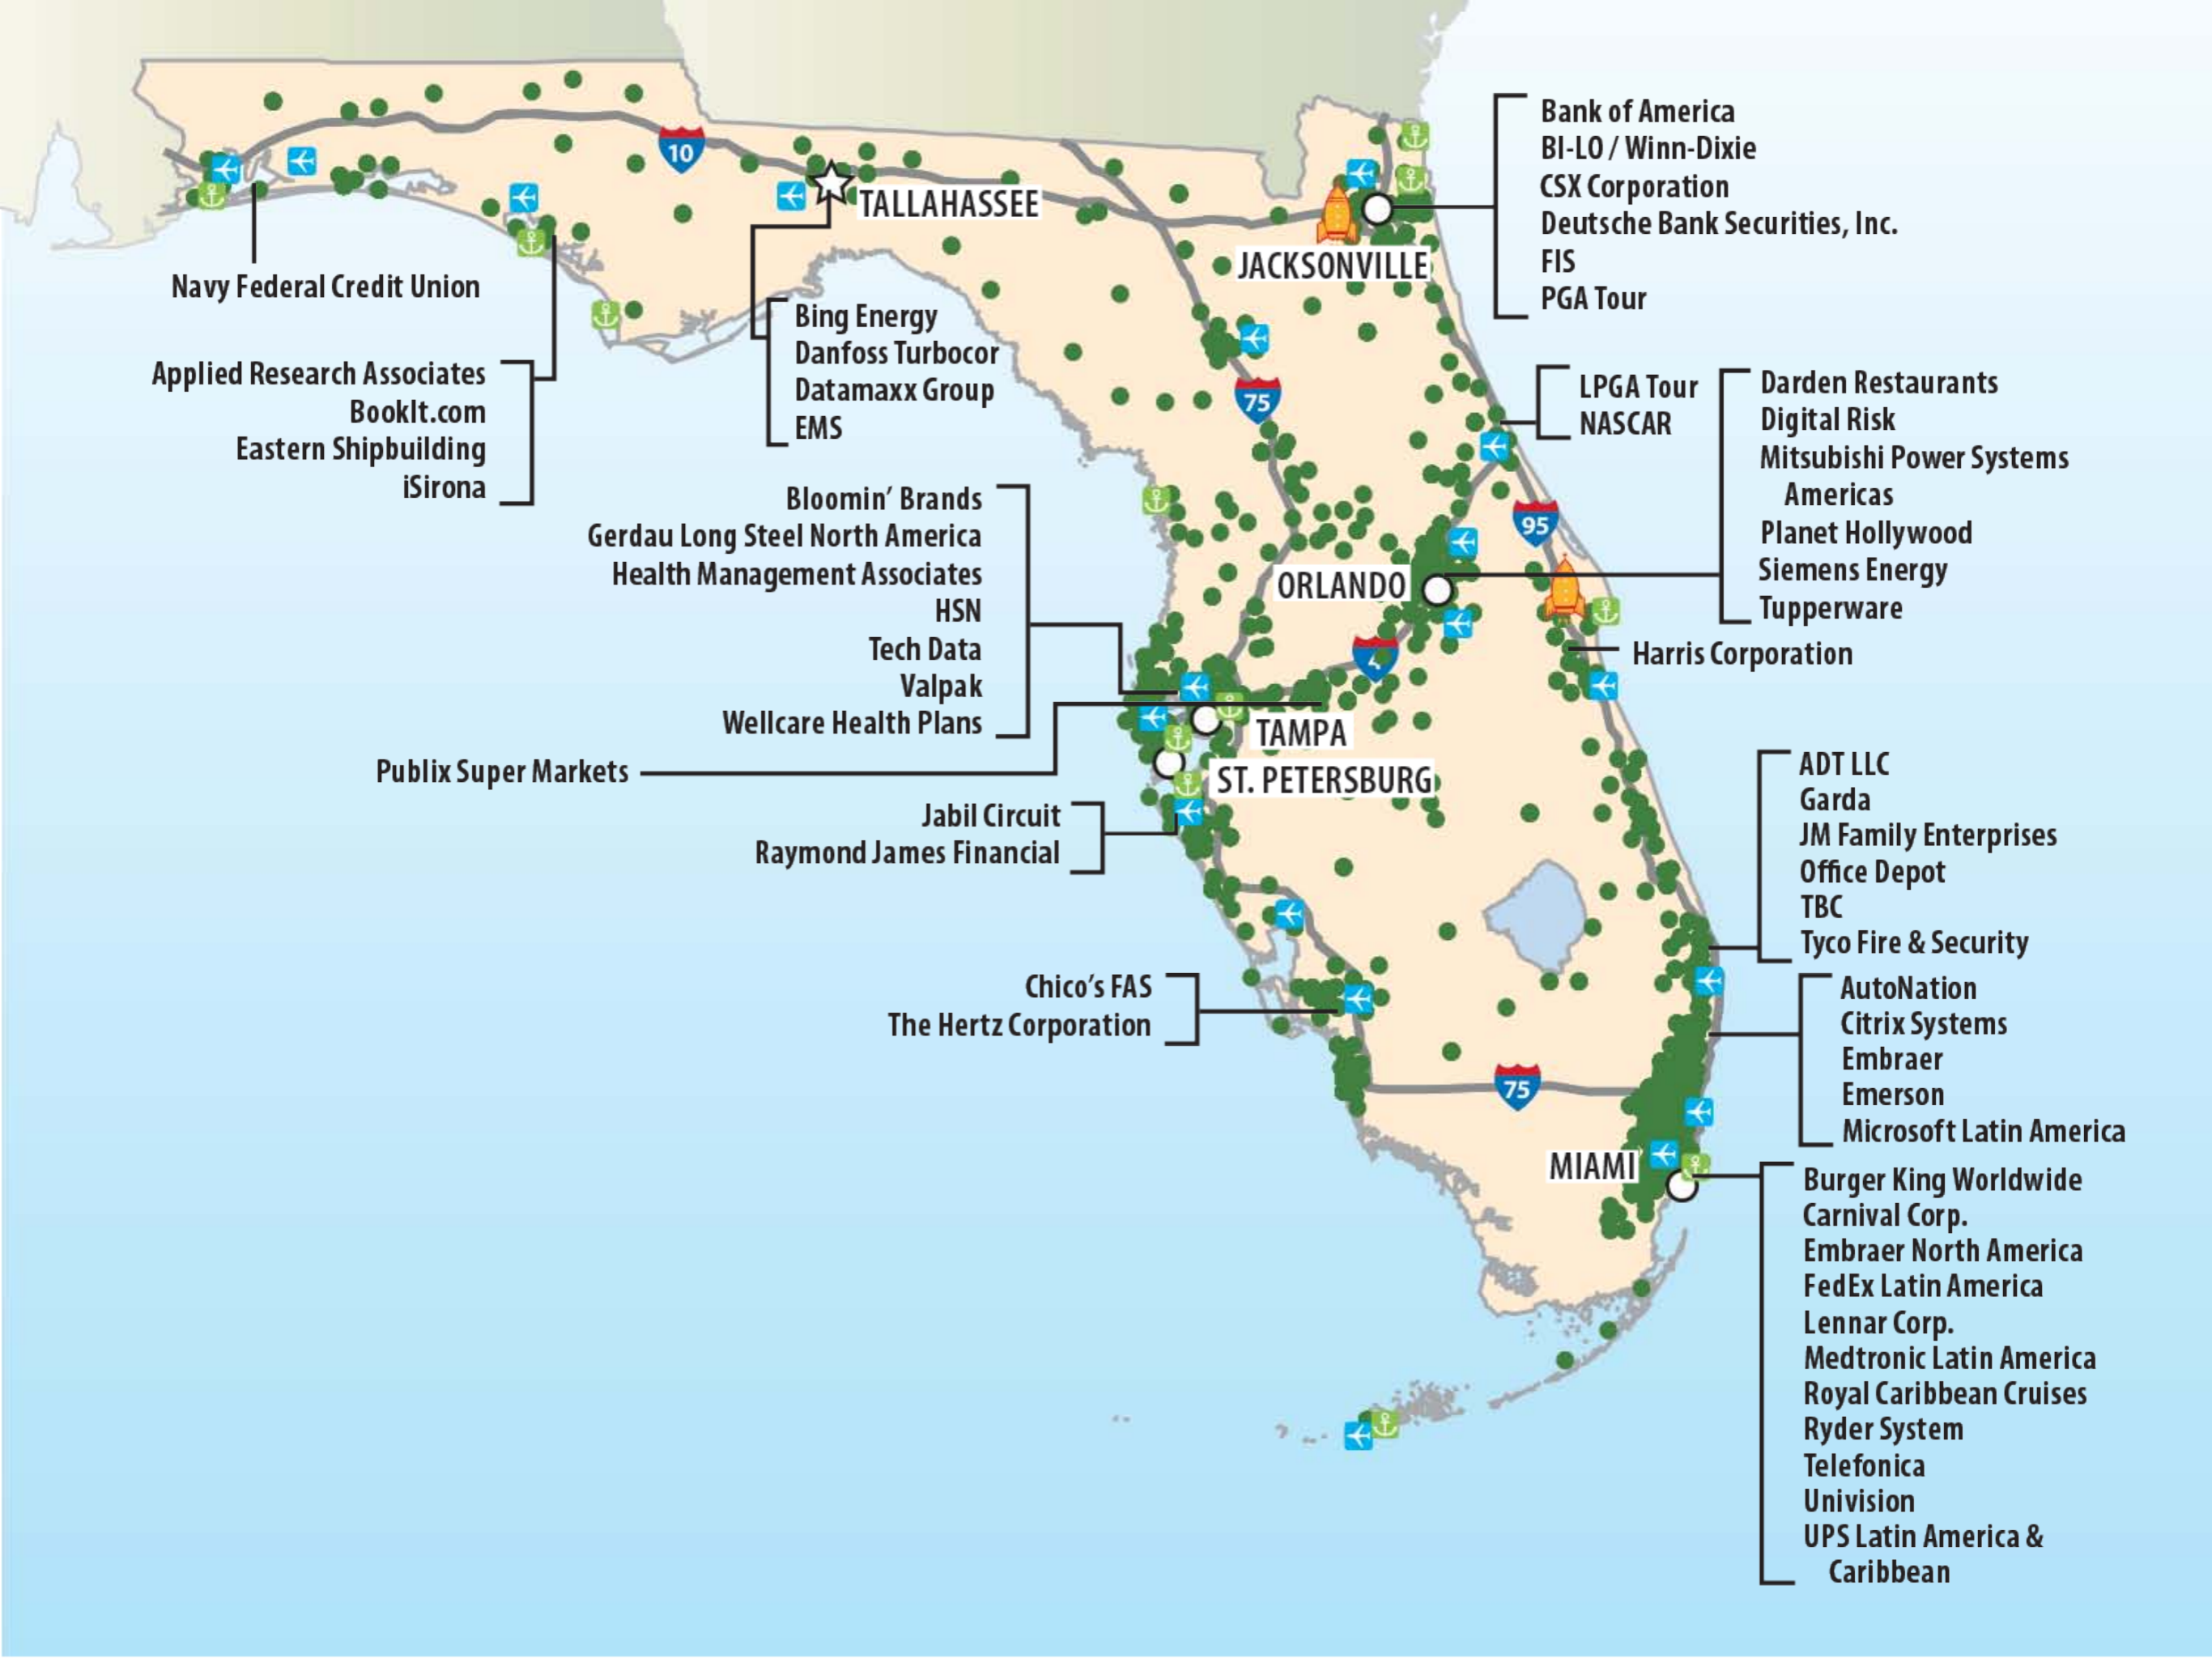 10
TALLAHASSEE
Navy Federal Credit Union
Applied Research Associates
BookIt.com
Eastern Shipbuilding
iSirona
Bing Energy
Danfoss Turbocor
Datamaxx Group
EMS
JACKSONVILLE
Bank of America
BI-LO / Winn-Dixie
CSX Corporation
Deutsche Bank Securities, Inc.
FIS
PGA Tour
75
LPGA Tour
NASCAR
95
Darden Restaurants
Digital Risk
Mitsubishi Power Systems
Americas
Planet Hollywood
Siemens Energy
Tupperware
ORLANDO
Harris Corporation
4
Bloomin’ Brands
Gerdau Long Steel North America
Health Management Associates
HSN
Tech Data
Valpak
Wellcare Health Plans
TAMPA
Publix Super Markets
ST. PETERSBURG
Jabil Circuit
Raymond James Financial
Chico’s FAS
The Hertz Corporation
75
ADT LLC
Garda
JM Family Enterprises
Office Depot
TBC
Tyco Fire & Security
AutoNation
Citrix Systems
Embraer
Emerson
Microsoft Latin America
MIAMI
Burger King Worldwide
Carnival Corp.
Embraer North America
FedEx Latin America
Lennar Corp.
Medtronic Latin America
Royal Caribbean Cruises
Ryder System
Telefonica
Univision
UPS Latin America &
Caribbean